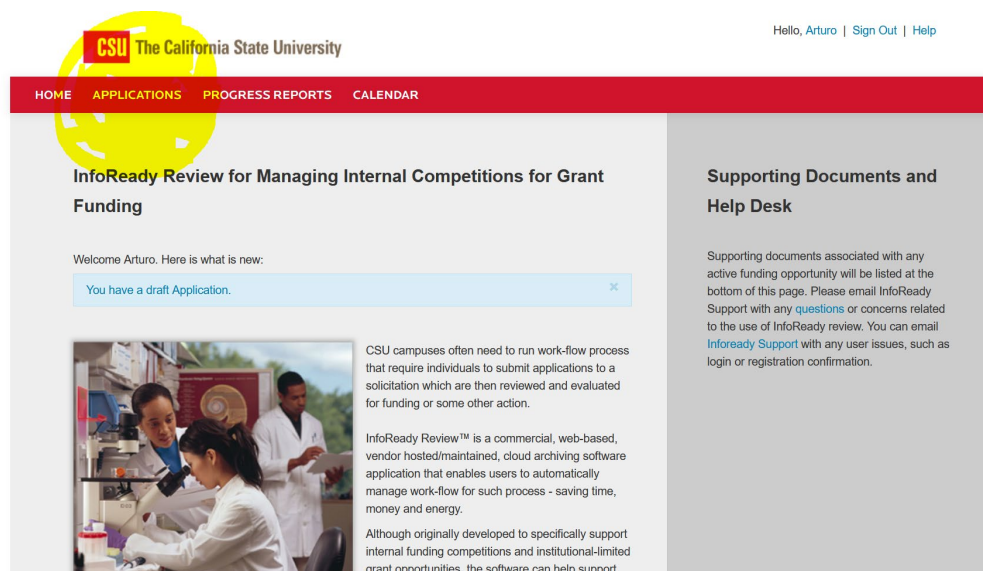 CSU The California State University
Hello, Arturo | Sign Out | Help
HOME APPLICATIONS PROGRESS REPORTS CALENDAR
InfoReady Review for Managing Internal Competitions for Grant
Funding
Welcome Arturo. Here is what is new:
You have a draft Application. ×
CSU campuses often need to run work-flow process
that require individuals to submit applications to a
solicitation which are then reviewed and evaluated
for funding or some other action.
InfoReady Review™ is a commercial, web-based,
vendor hosted/maintained, cloud archiving software
application that enables users to automatically
manage work-flow for such process - saving time,
money and energy.
Although originally developed to specifically support
internal funding competitions and institutional-limited
grant opportunities, the software can help support
Supporting Documents and
Help Desk
Supporting documents associated with any
active funding opportunity will be listed at the
bottom of this page. Please email InfoReady
Support with any questions or concerns related
to the use of InfoReady review. You can email
Infoready Support with any user issues, such as
login or registration confirmation.